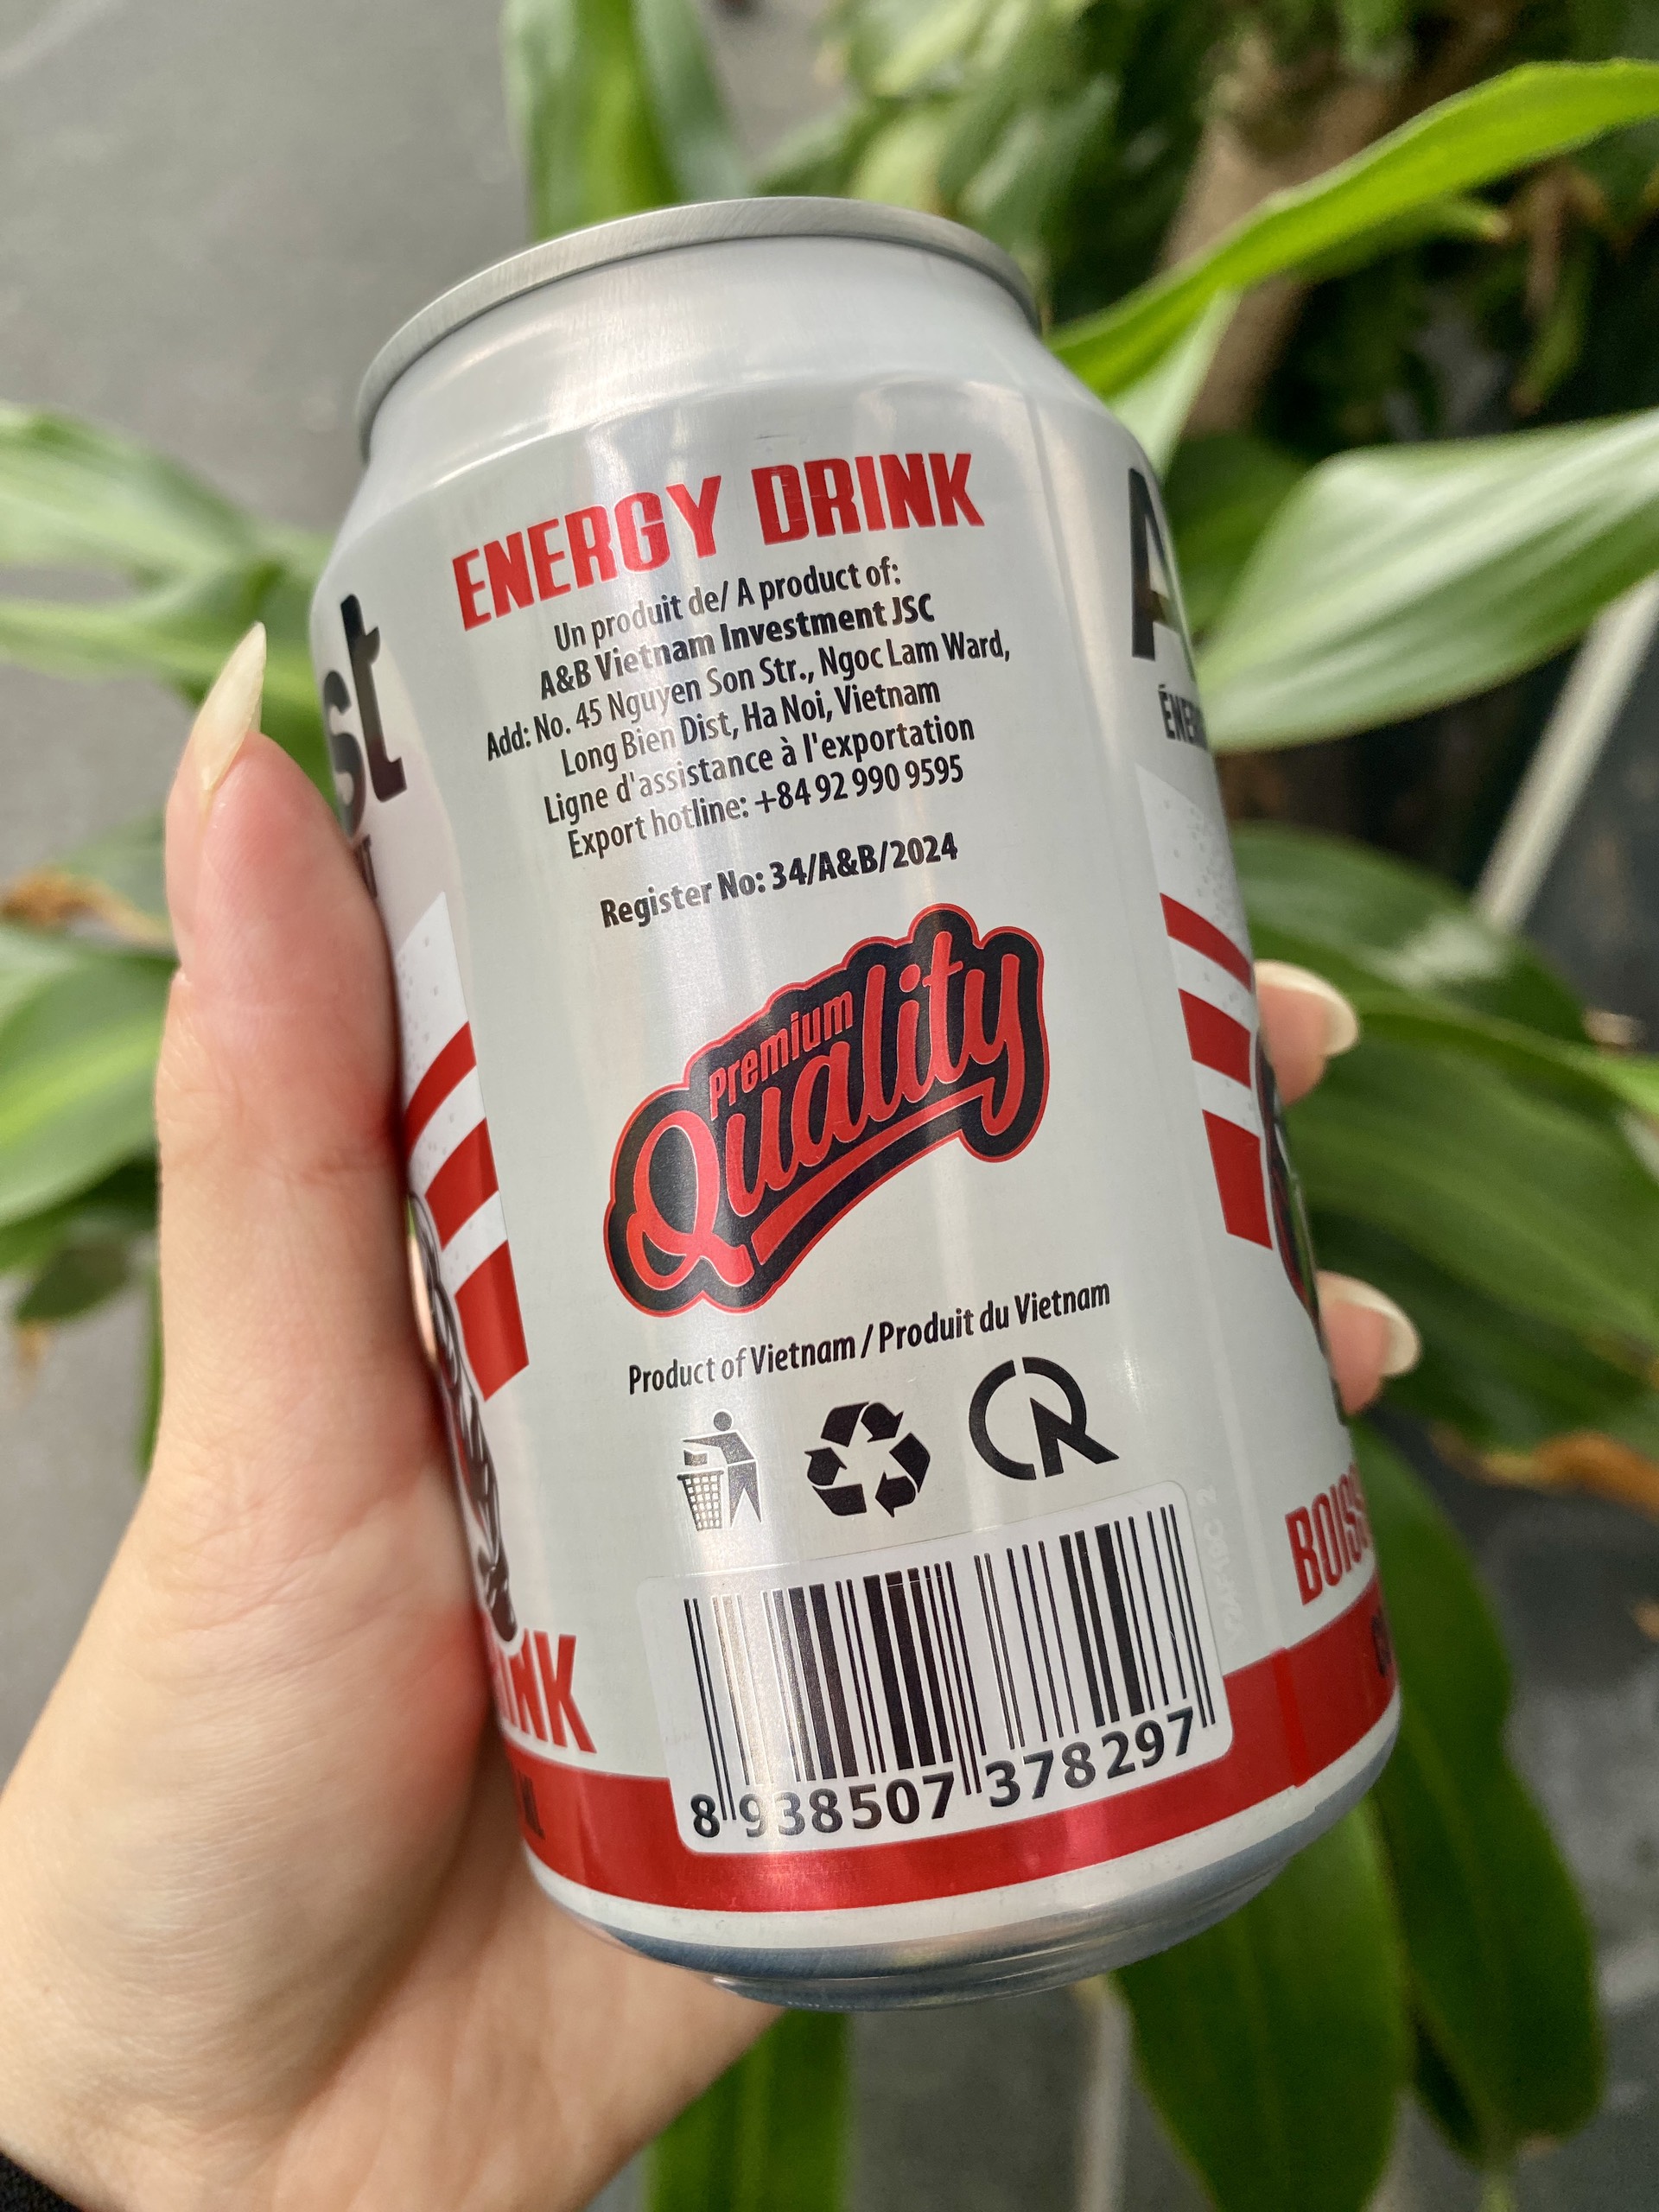 ENERGY DRINK
Un produit de/ A product of:
A&B Vietnam Investment JSC
Add: No. 45 Nguyen Son Str., Ngoc Lam Ward,
Long Bien Dist, Ha Noi, Vietnam
Ligne d'assistance à l'exportation
Export hotline: +84 92 990 9595
Register No: 34/A&B/2024
Premium
Quality
Product of Vietnam / Produit du Vietnam
CR
8 938507 378297